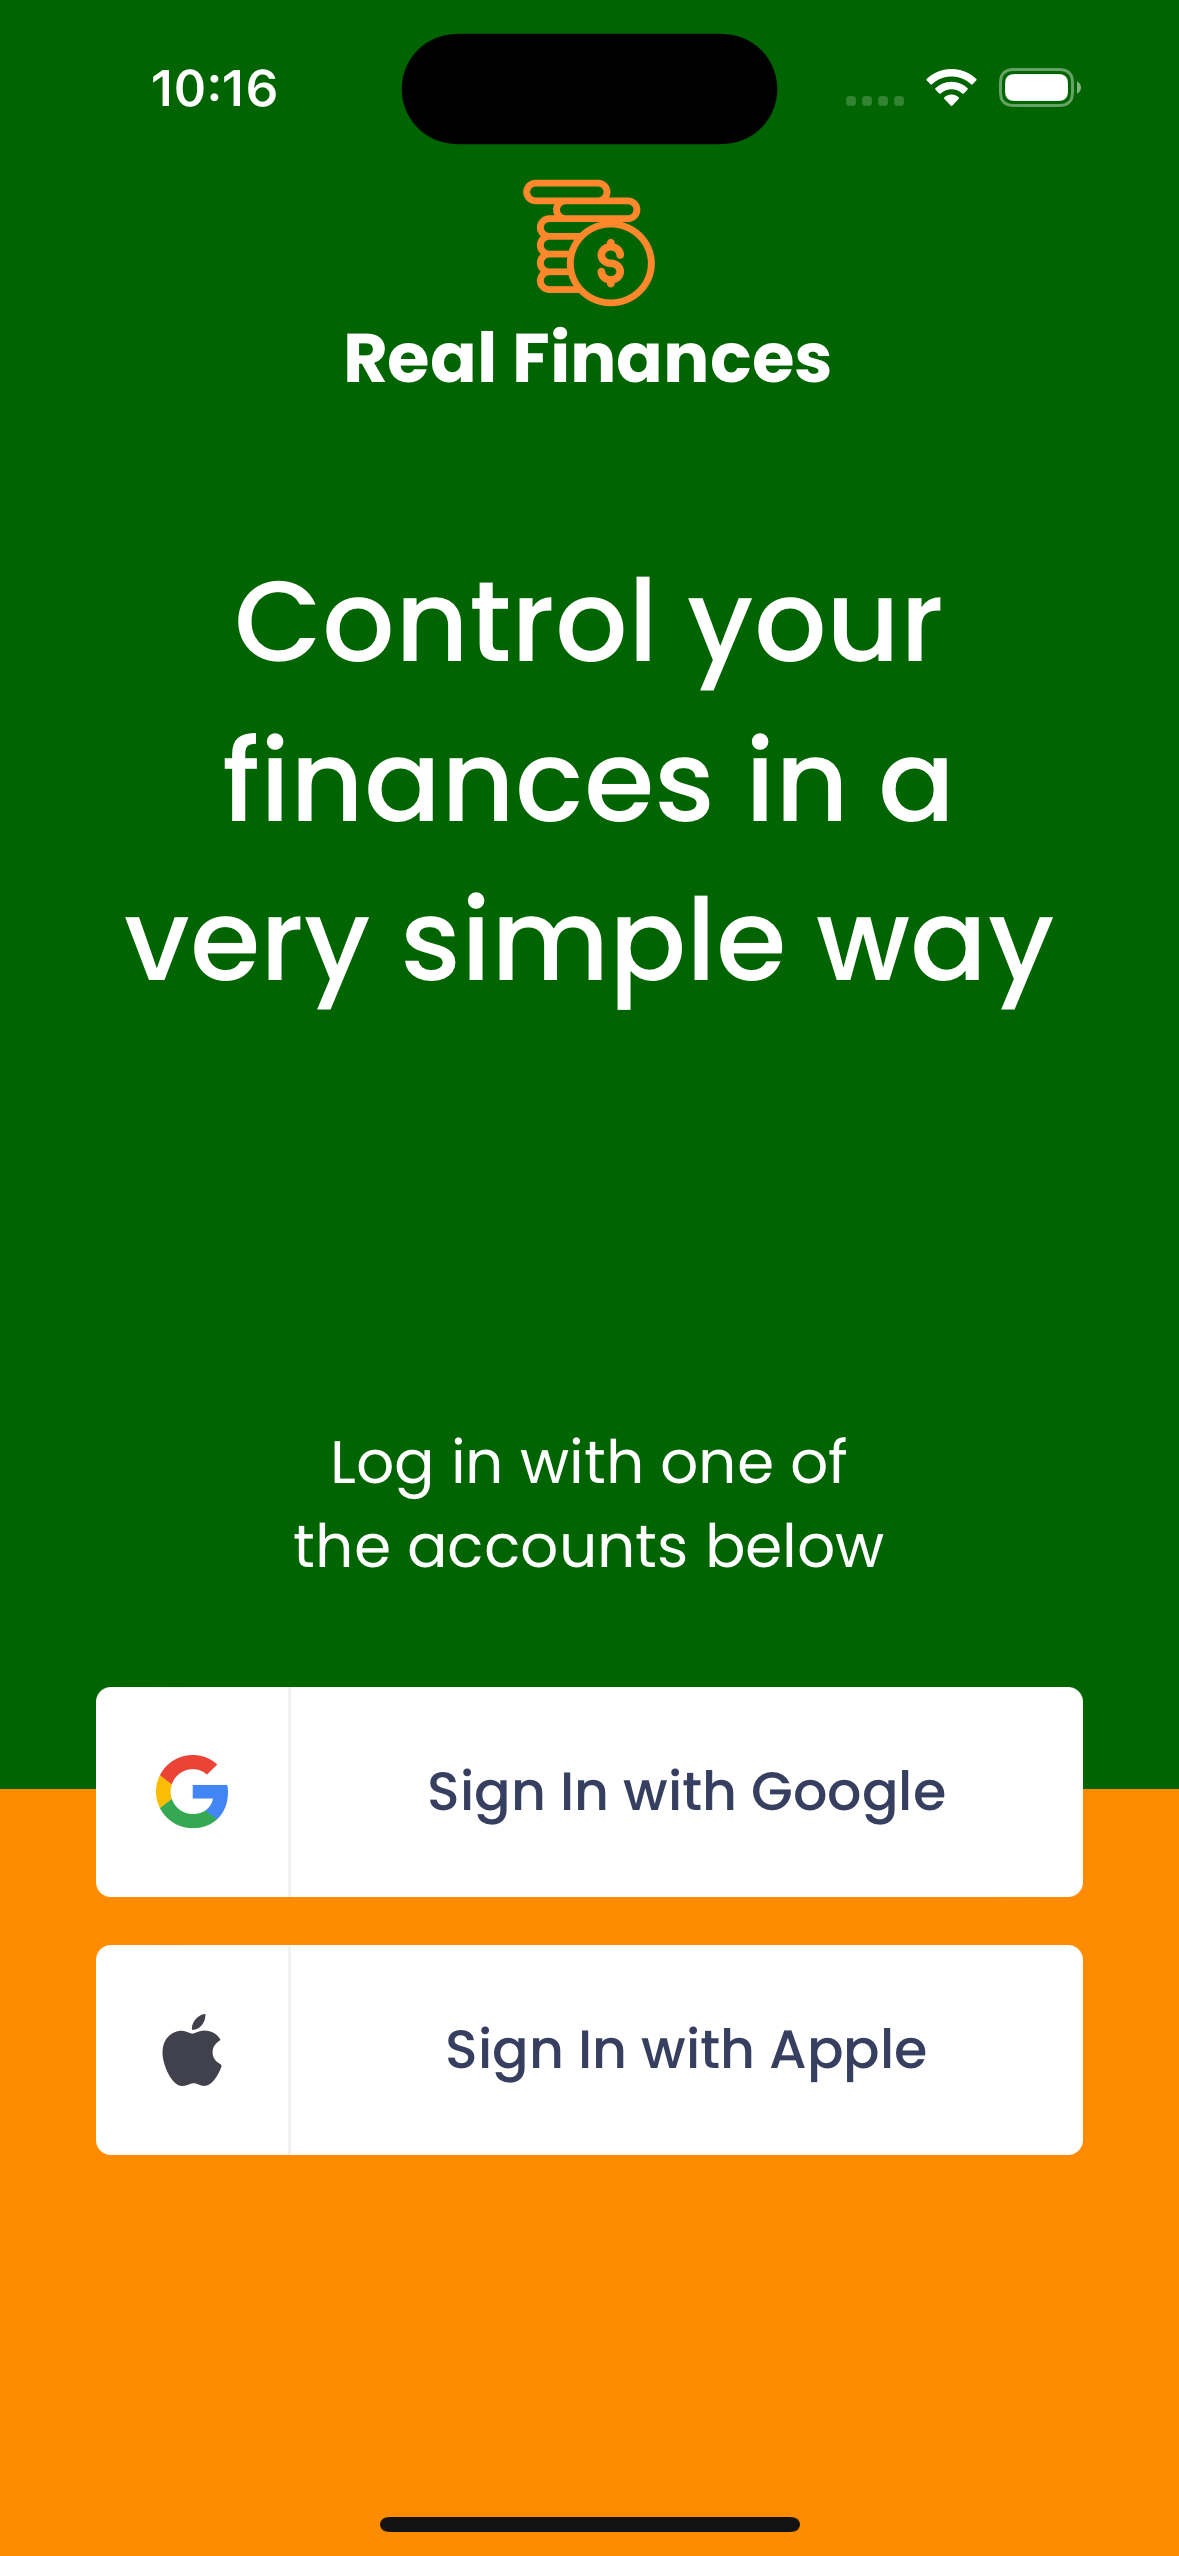 10:16
$
Real Finances
Control your
finances in a
very simple way
Log in with one of
the accounts below
Sign In with Google
Sign In with Apple